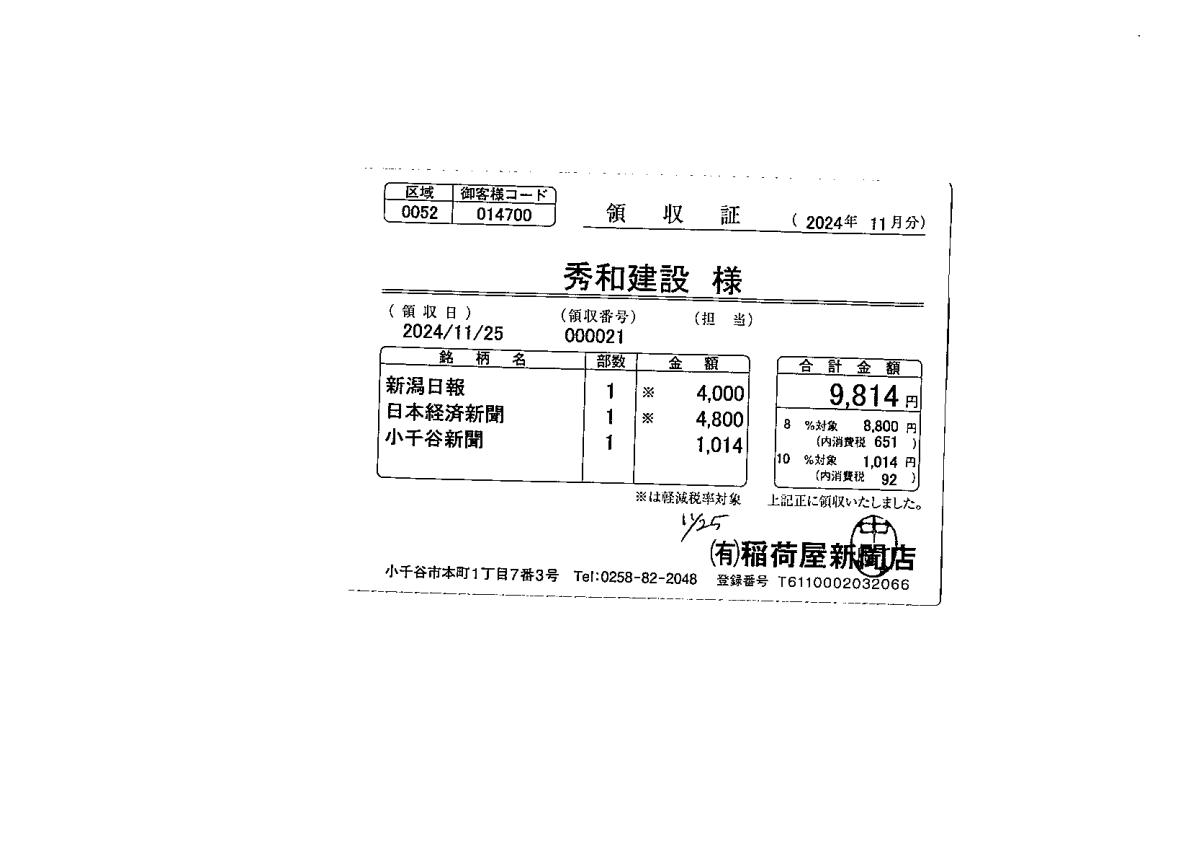 区域 御客様コード
0052 014700
領収証 (2024年 11月分)
秀和建設 様
(領収日) (領収番号) (担当)
2024/11/25 000021
銘柄名 部数 金額
新潟日報 1 ※ 4,000
日本経済新聞 1 ※ 4,800
小千谷新聞 1 1,014
合計金額
9,814円
8 %対象 8,800 円
(内消費税 651 )
10 %対象 1,014 円
(内消費税 92 )
※は軽減税率対象 上記正に領収いたしました。
11/25
(有)稲荷屋新聞店
小千谷市本町1丁目7番3号 Tel:0258-82-2048 登録番号 T6110002032066